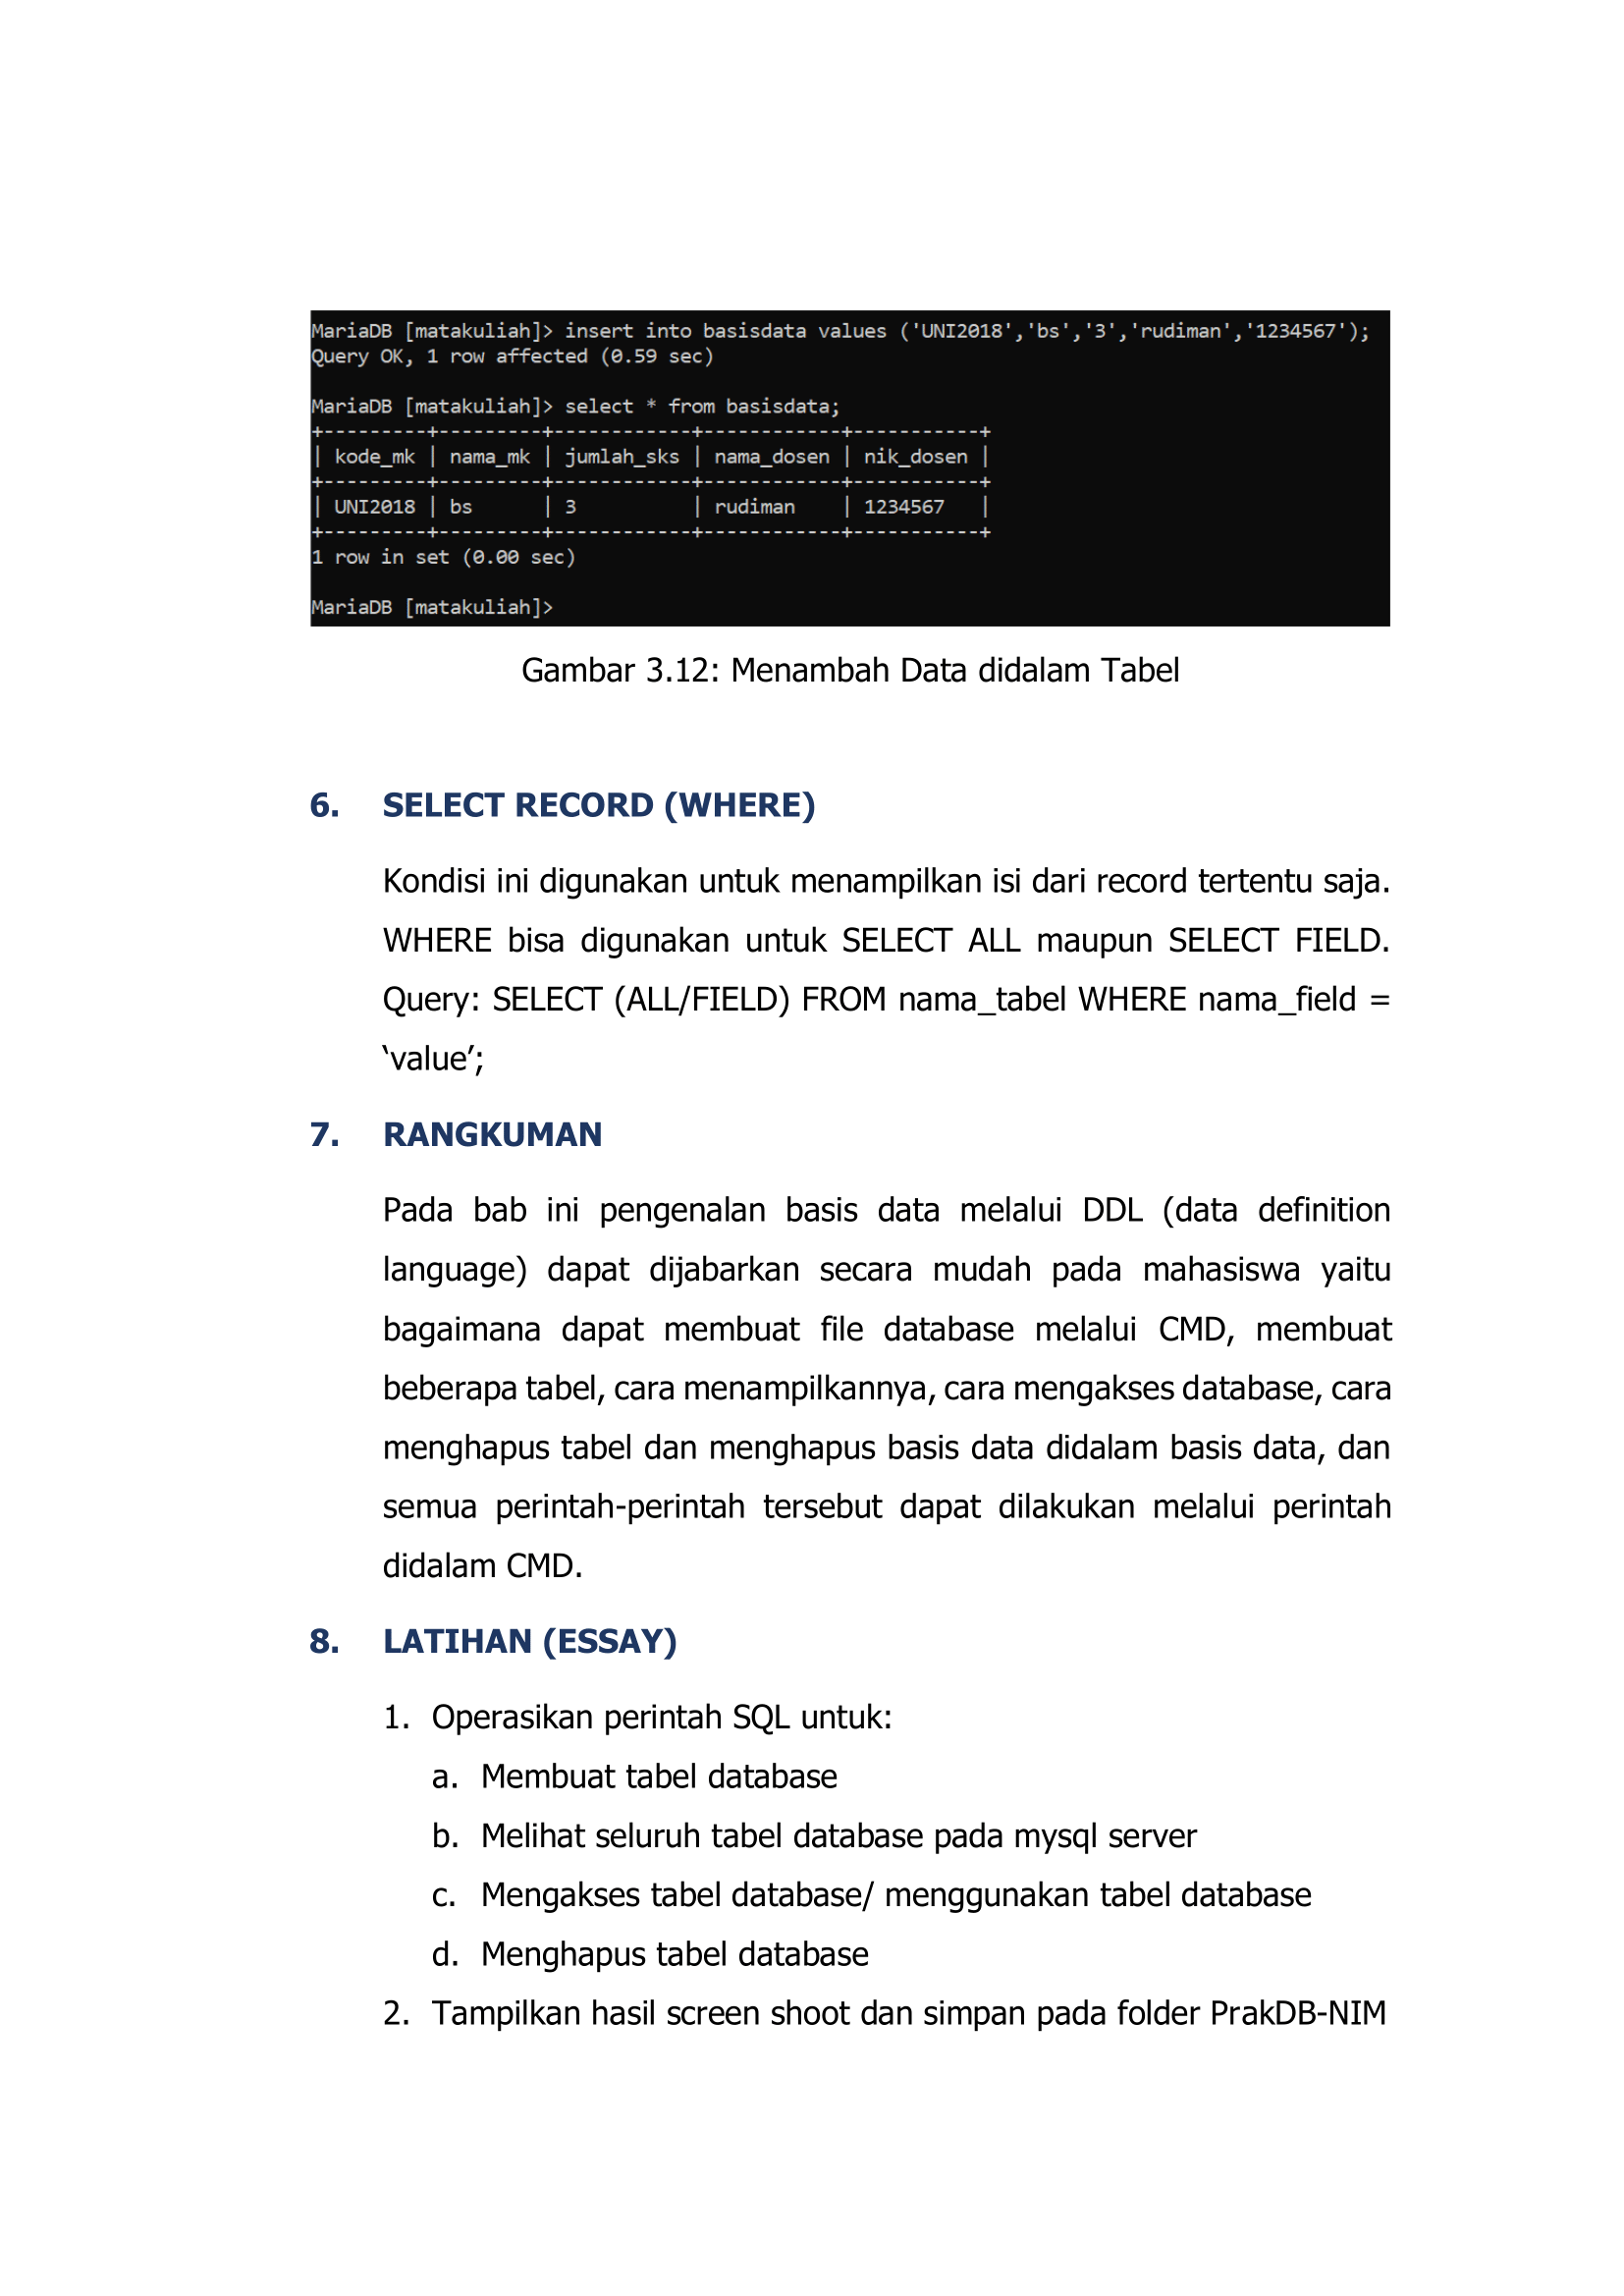 MariaDB [matakuliah]> insert into basisdata values ('UNI2018','bs','3','rudiman','1234567');
Query OK, 1 row affected (0.59 sec)
MariaDB [matakuliah]> select * from basisdata;
+---------+---------+------------+------------+-----------+
| kode_mk | nama_mk | jumlah_sks | nama_dosen | nik_dosen |
+---------+---------+------------+------------+-----------+
| UNI2018 | bs      | 3          | rudiman    | 1234567   |
+---------+---------+------------+------------+-----------+
1 row in set (0.00 sec)
MariaDB [matakuliah]>
Gambar 3.12: Menambah Data didalam Tabel
6. SELECT RECORD (WHERE)
Kondisi ini digunakan untuk menampilkan isi dari record tertentu saja.
WHERE bisa digunakan untuk SELECT ALL maupun SELECT FIELD.
Query: SELECT (ALL/FIELD) FROM nama_tabel WHERE nama_field =
‘value’;
7. RANGKUMAN
Pada bab ini pengenalan basis data melalui DDL (data definition
language) dapat dijabarkan secara mudah pada mahasiswa yaitu
bagaimana dapat membuat file database melalui CMD, membuat
beberapa tabel, cara menampilkannya, cara mengakses database, cara
menghapus tabel dan menghapus basis data didalam basis data, dan
semua perintah-perintah tersebut dapat dilakukan melalui perintah
didalam CMD.
8. LATIHAN (ESSAY)
1. Operasikan perintah SQL untuk:
a. Membuat tabel database
b. Melihat seluruh tabel database pada mysql server
c. Mengakses tabel database/ menggunakan tabel database
d. Menghapus tabel database
2. Tampilkan hasil screen shoot dan simpan pada folder PrakDB-NIM